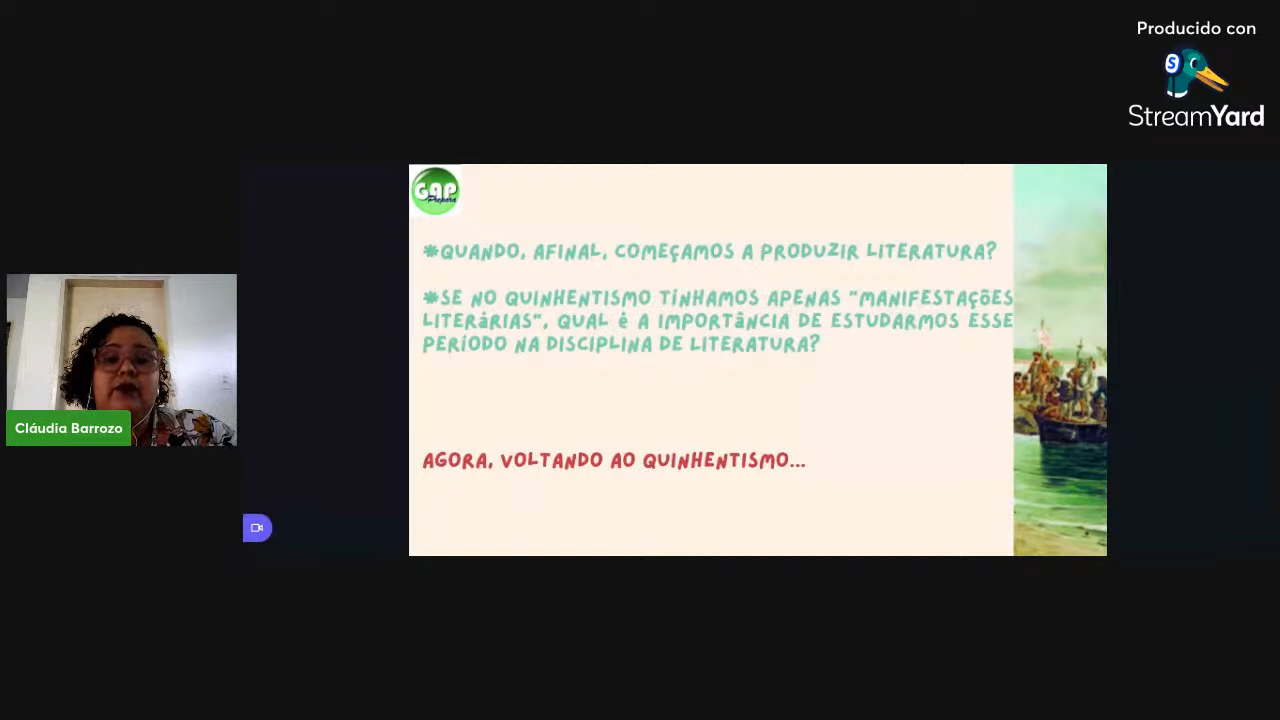 Producido con
S
StreamYard
GAP
Prepara
*QUANDO, AFINAL, COMEÇAMOS A PRODUZIR LITERATURA?
*SE NO QUINHENTISMO TÍNHAMOS APENAS "MANIFESTAÇÕES
LITERÁRIAS", QUAL É A IMPORTÂNCIA DE ESTUDARMOS ESSE
PERÍODO NA DISCIPLINA DE LITERATURA?
Cláudia Barrozo
AGORA, VOLTANDO AO QUINHENTISMO...